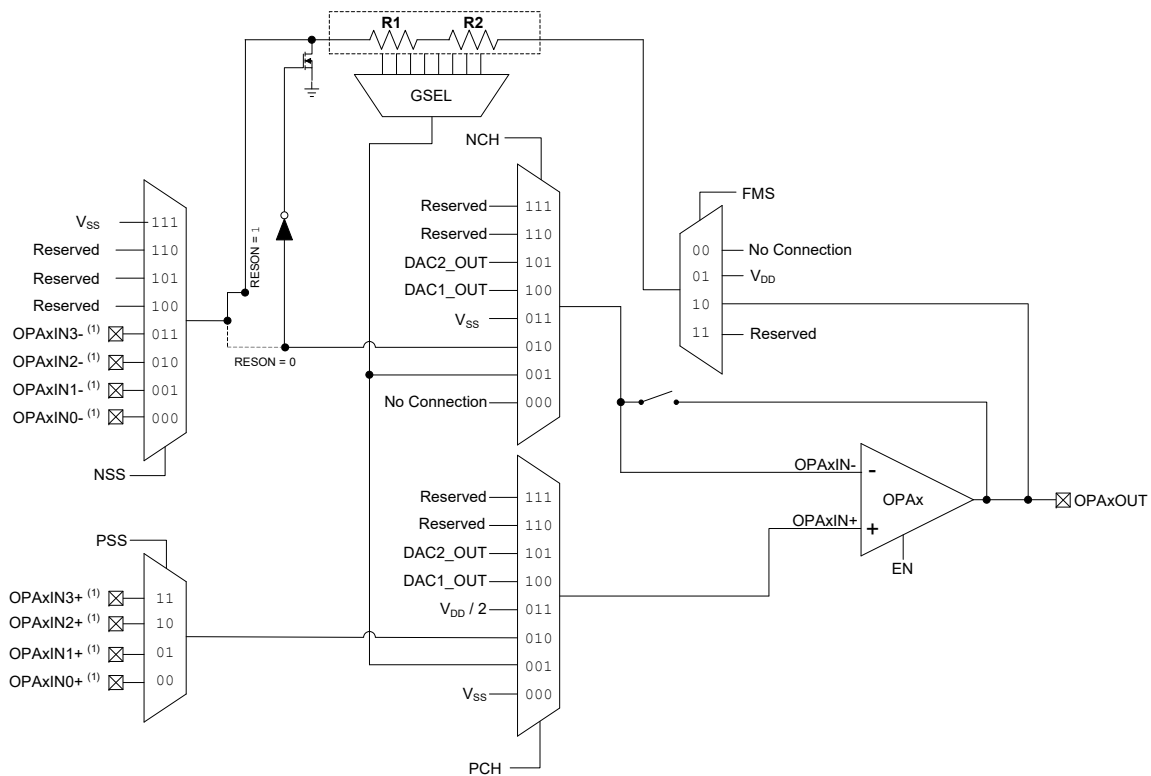 R1 R2
GSEL
NCH
Reserved 111
Reserved 110
DAC2_OUT 101
DAC1_OUT 100
VSS 011
010
001
No Connection 000
FMS
00 No Connection
01 VDD
10
11 Reserved
VSS 111
Reserved 110
Reserved 101
Reserved 100
OPAxIN3- (1) 011
OPAxIN2- (1) 010
OPAxIN1- (1) 001
OPAxIN0- (1) 000
NSS
RESON = 1
RESON = 0
OPAxIN-
-
OPAx
OPAxIN+
+
EN
OPAxOUT
Reserved 111
Reserved 110
DAC2_OUT 101
DAC1_OUT 100
VDD / 2 011
010
001
VSS 000
PCH
PSS
OPAxIN3+ (1) 11
OPAxIN2+ (1) 10
OPAxIN1+ (1) 01
OPAxIN0+ (1) 00